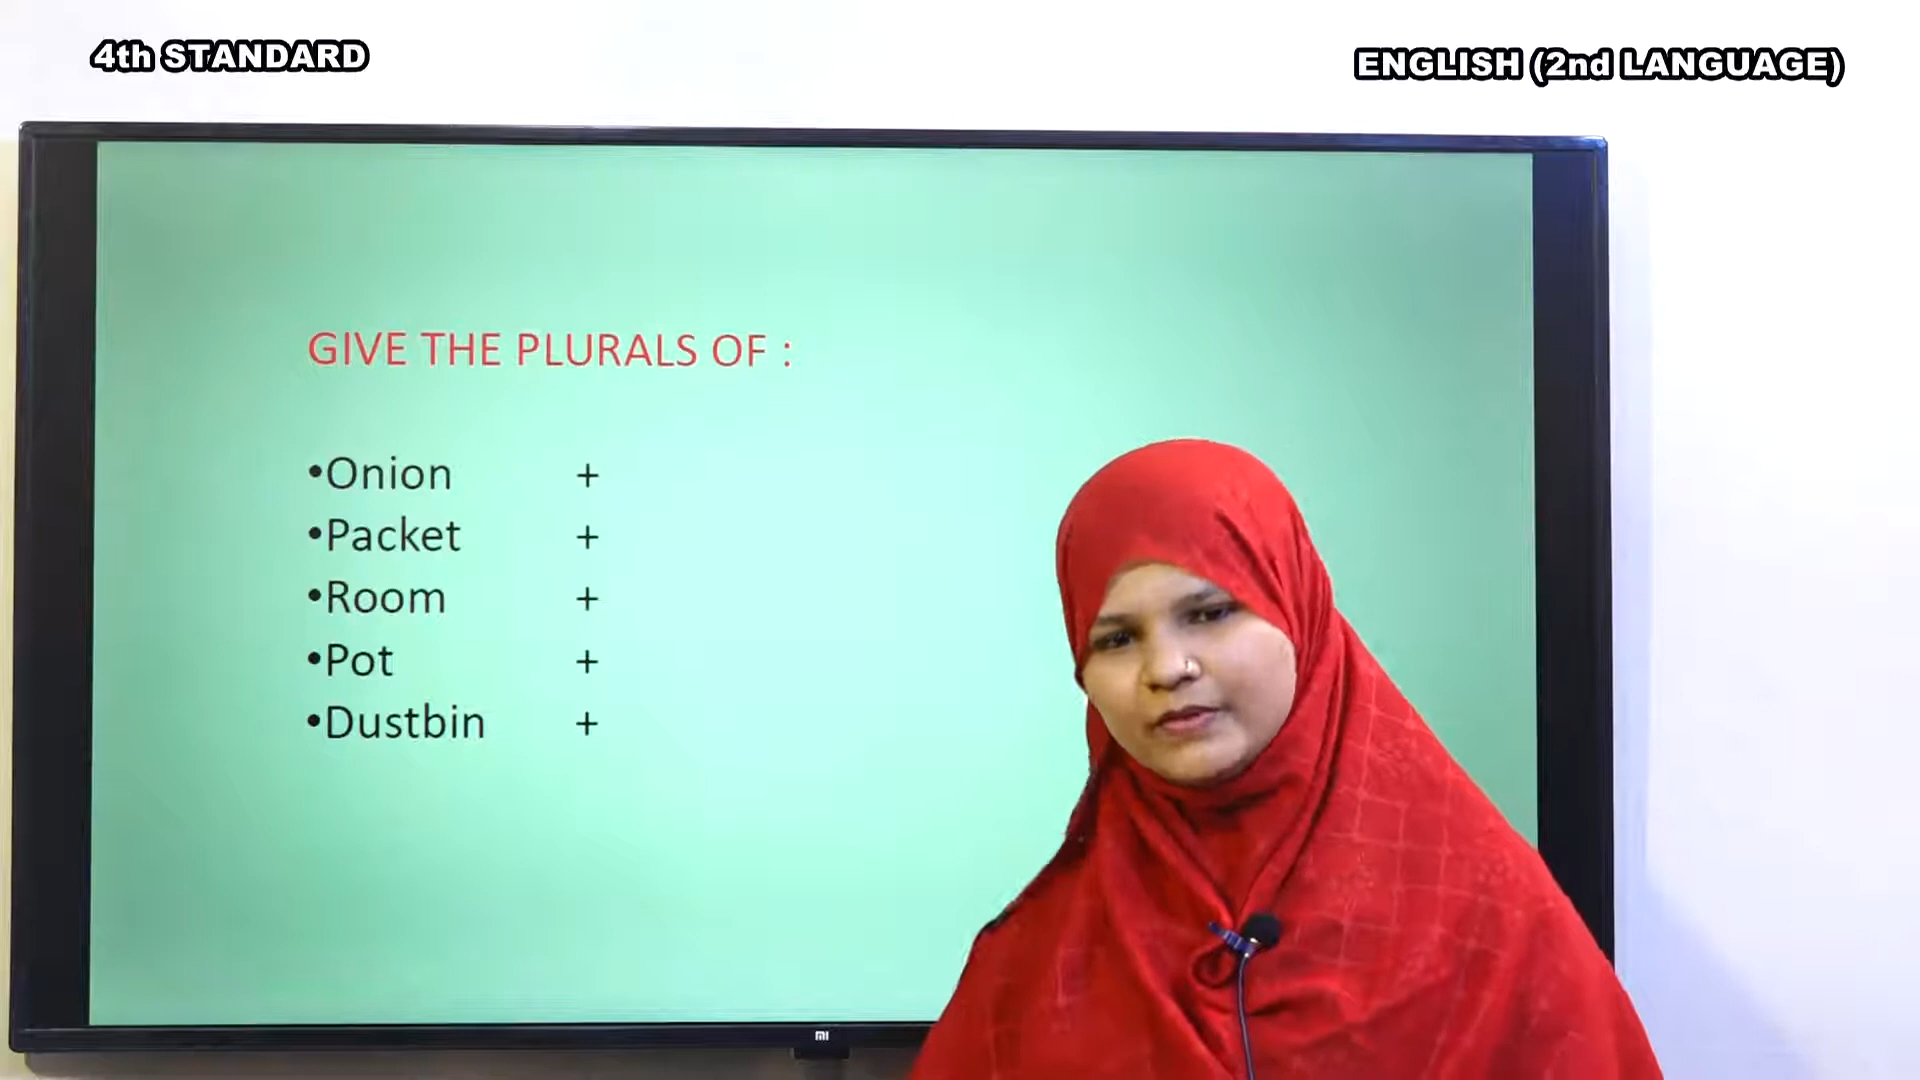 4th STANDARD
ENGLISH (2nd LANGUAGE)
GIVE THE PLURALS OF :
•Onion +
•Packet +
•Room +
•Pot +
•Dustbin +
mi